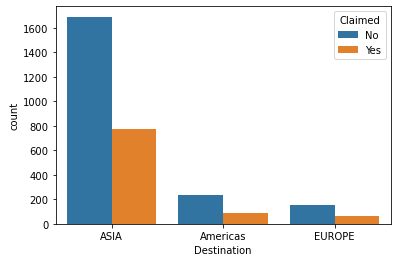 Claimed
No
Yes
1600
1400
1200
1000
800
600
400
200
0
count
ASIA
Americas
EUROPE
Destination